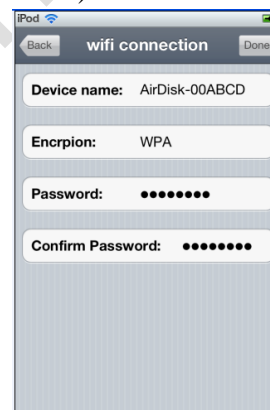 iPod
Back wifi connection Done
Device name: AirDisk-00ABCD
Encrpion: WPA
Password: ●●●●●●●●
Confirm Password: ●●●●●●●●